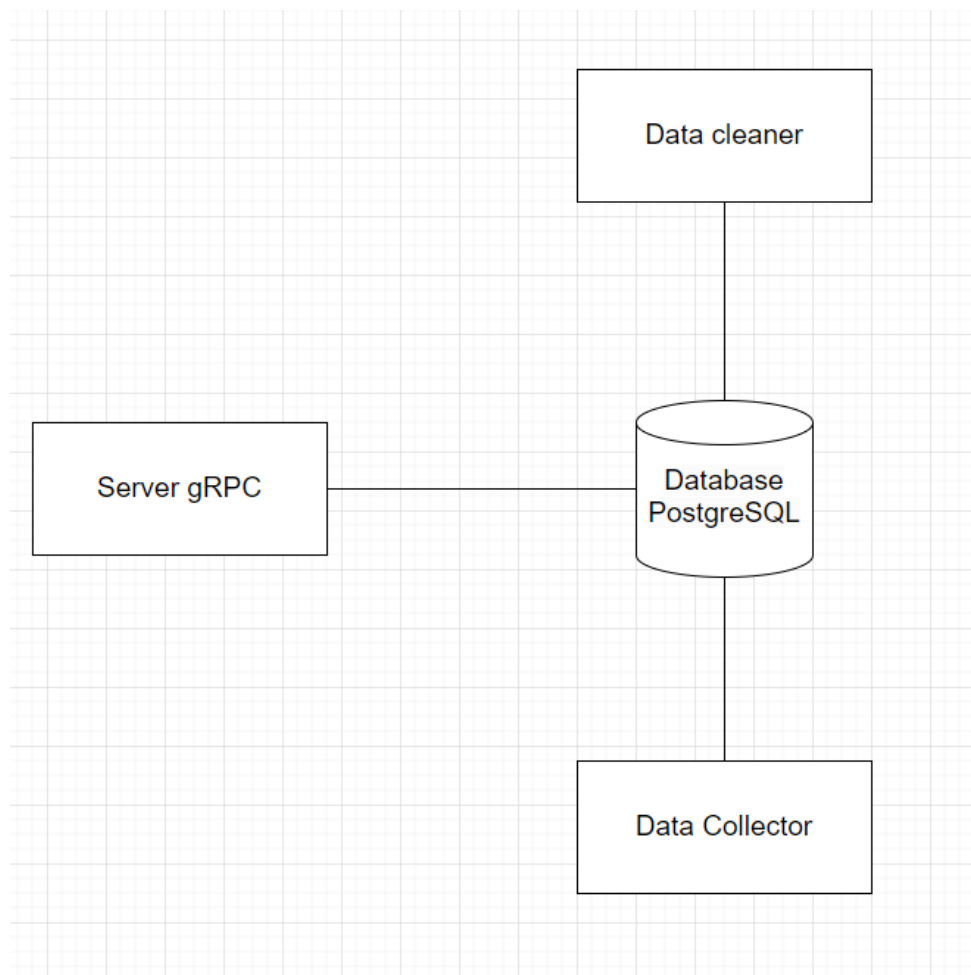 Data cleaner
Server gRPC
Database
PostgreSQL
Data Collector